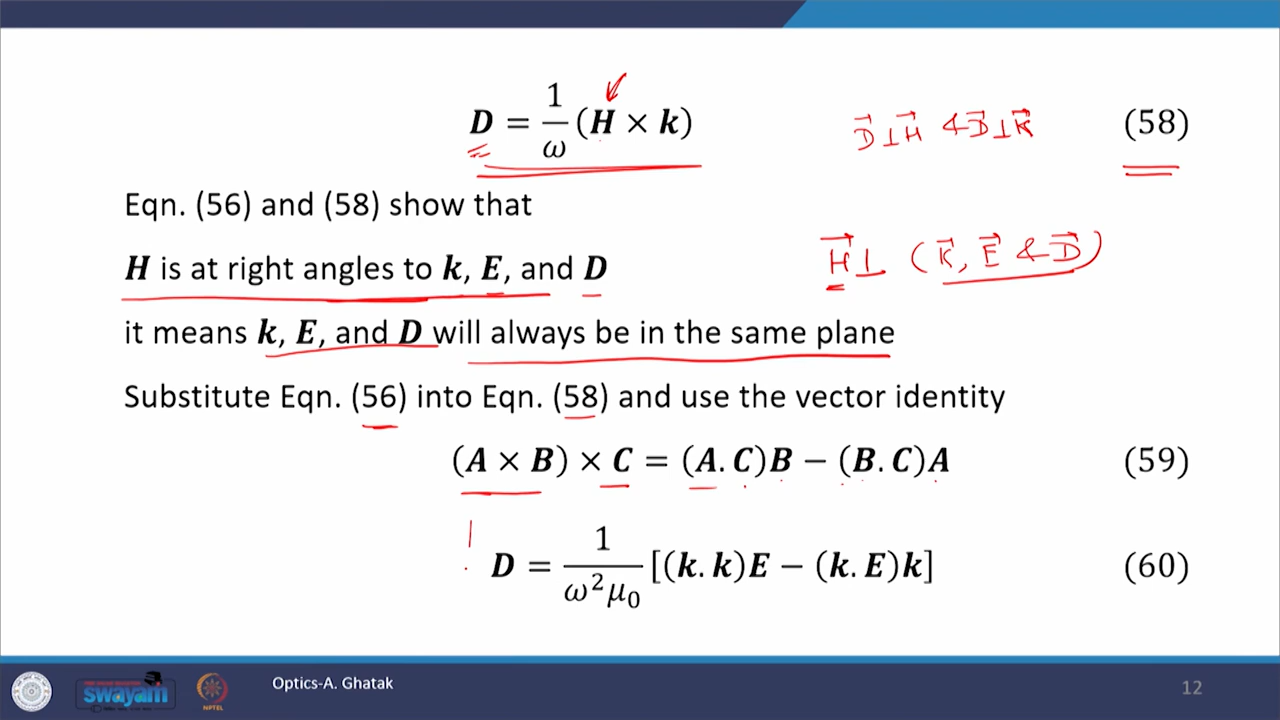 D = 1/ω (H × k) D⃗⊥H⃗ & D⃗⊥K⃗ (58)
Eqn. (56) and (58) show that
H is at right angles to k, E, and D H⃗⊥ (K⃗, E⃗ & D⃗)
it means k, E, and D will always be in the same plane
Substitute Eqn. (56) into Eqn. (58) and use the vector identity
(A × B) × C = (A. C)B − (B. C)A (59)
D = 1/ω²μ₀ [(k. k)E − (k. E)k] (60)
swayam NPTEL Optics-A. Ghatak 12